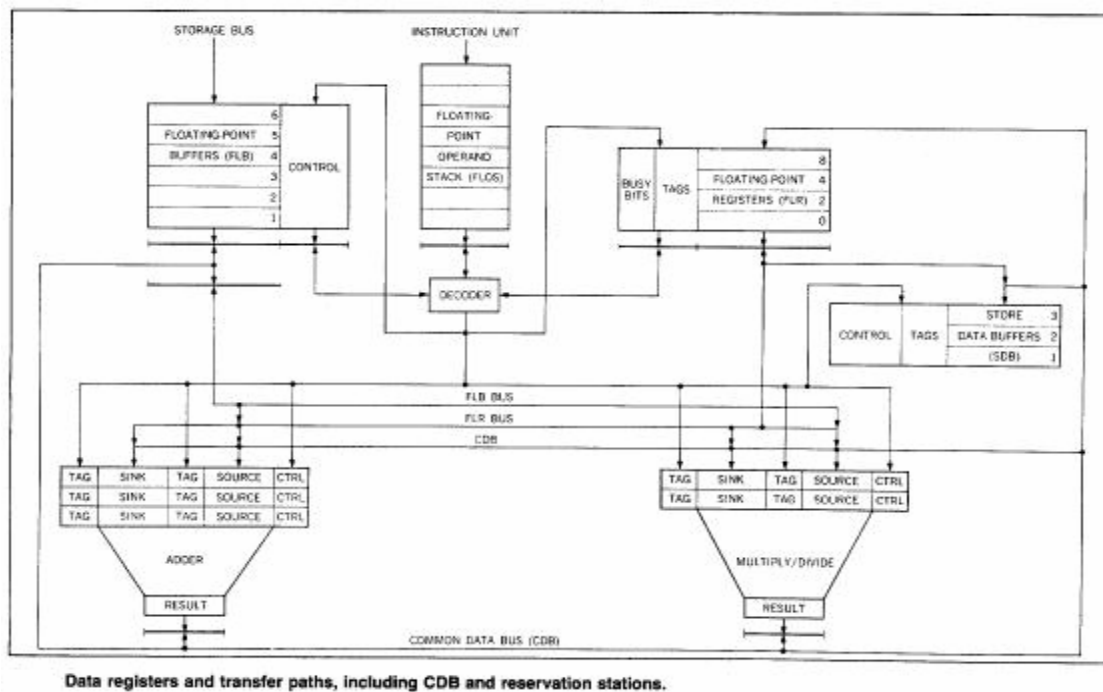 STORAGE BUS
INSTRUCTION UNIT
6
FLOATING-POINT 5
BUFFERS (FLB) 4
3
2
1
CONTROL
FLOATING-
POINT
OPERAND
STACK (FLOS)
BUSY
BITS
TAGS
8
FLOATING-POINT 4
REGISTERS (FLR) 2
0
DECODER
CONTROL
TAGS
STORE 3
DATA BUFFERS 2
(SDB) 1
FLB BUS
FLR BUS
CDB
TAG SINK TAG SOURCE CTRL
TAG SINK TAG SOURCE CTRL
TAG SINK TAG SOURCE CTRL
ADDER
RESULT
TAG SINK TAG SOURCE CTRL
TAG SINK TAG SOURCE CTRL
MULTIPLY/DIVIDE
RESULT
COMMON DATA BUS (CDB)
Data registers and transfer paths, including CDB and reservation stations.